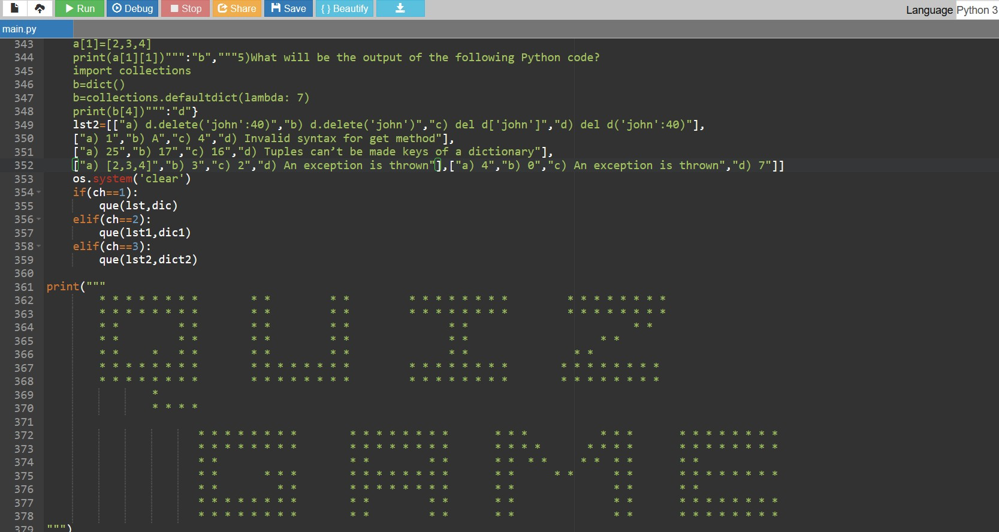 Run Debug Stop Share Save { } Beautify
Language Python 3
main.py
343 a[1]=[2,3,4]
344 print(a[1][1])""":"b","""5)What will be the output of the following Python code?
345 import collections
346 b=dict()
347 b=collections.defaultdict(lambda: 7)
348 print(b[4])""":"d"}
349 lst2=[["a) d.delete('john':40)","b) d.delete('john')","c) del d['john']","d) del d('john':40)"],
350 ["a) 1","b) A","c) 4","d) Invalid syntax for get method"],
351 ["a) 25","b) 17","c) 16","d) Tuples can’t be made keys of a dictionary"],
352 ["a) [2,3,4]","b) 3","c) 2","d) An exception is thrown"],["a) 4","b) 0","c) An exception is thrown","d) 7"]]
353 os.system('clear')
354 if(ch==1):
355 que(lst,dic)
356 elif(ch==2):
357 que(lst1,dic1)
358 elif(ch==3):
359 que(lst2,dict2)
360
361 print("""
362 * * * * * * * *        * *         * *         * * * * * * * *         * * * * * * * *
363 * * * * * * * *        * *         * *         * * * * * * * *         * * * * * * * *
364 * *         * *        * *         * *               * *                         * *
365 * *         * *        * *         * *               * *                    * *
366 * *     *   * *        * *         * *               * *                * *
367 * * * * * * * *        * * * * * * * *         * * * * * * * *        * * * * * * * *
368 * * * * * * * *        * * * * * * * *         * * * * * * * *        * * * * * * * *
369         *
370         * * * *
371
372 * * * * * * * *        * * * * * * * *       * * *           * * *       * * * * * * * *
373 * * * * * * * *        * * * * * * * *       * * * *       * * * *       * * * * * * * *
374 * *                    * *         * *       * *  * *     * *  * *       * *
375 * *       * * *        * * * * * * * *       * *      * *      * *       * * * * * * * *
376 * *         * *        * * * * * * * *       * *               * *       * *
377 * * * * * * * *        * *         * *       * *               * *       * * * * * * * *
378 * * * * * * * *        * *         * *       * *               * *       * * * * * * * *
379 """)